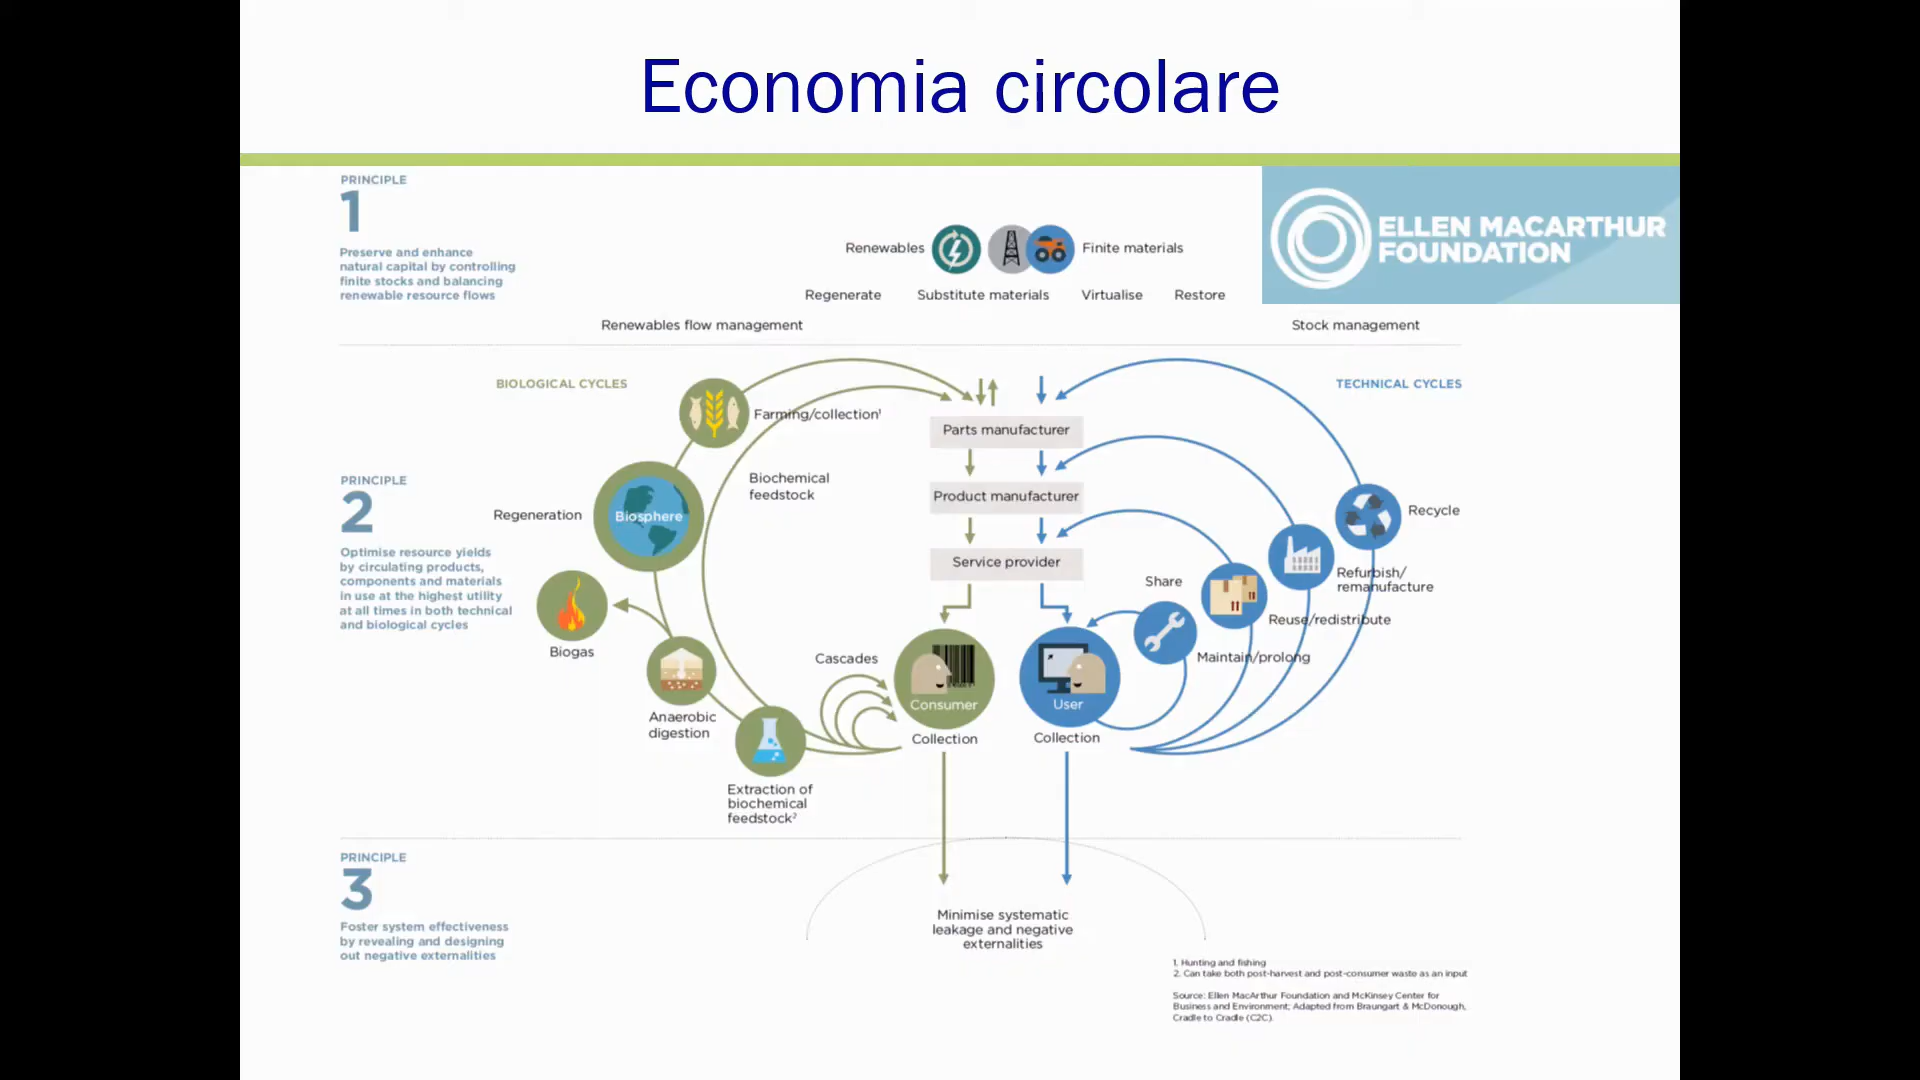 Economia circolare
PRINCIPLE
1
Preserve and enhance
natural capital by controlling
finite stocks and balancing
renewable resource flows
ELLEN MACARTHUR
FOUNDATION
Renewables
Finite materials
Regenerate
Substitute materials
Virtualise
Restore
Renewables flow management
Stock management
BIOLOGICAL CYCLES
TECHNICAL CYCLES
PRINCIPLE
2
Optimise resource yields
by circulating products,
components and materials
in use at the highest utility
at all times in both technical
and biological cycles
Farming/collection¹
Biochemical
feedstock
Regeneration
Biosphere
Biogas
Anaerobic
digestion
Extraction of
biochemical
feedstock²
Cascades
Parts manufacturer
Product manufacturer
Service provider
Consumer
Collection
User
Collection
Share
Maintain/prolong
Reuse/redistribute
Refurbish/
remanufacture
Recycle
PRINCIPLE
3
Foster system effectiveness
by revealing and designing
out negative externalities
Minimise systematic
leakage and negative
externalities
1. Hunting and fishing
2. Can take both post-harvest and post-consumer waste as an input
Source: Ellen MacArthur Foundation and McKinsey Center for
Business and Environment; Adapted from Braungart & McDonough,
Cradle to Cradle (C2C).